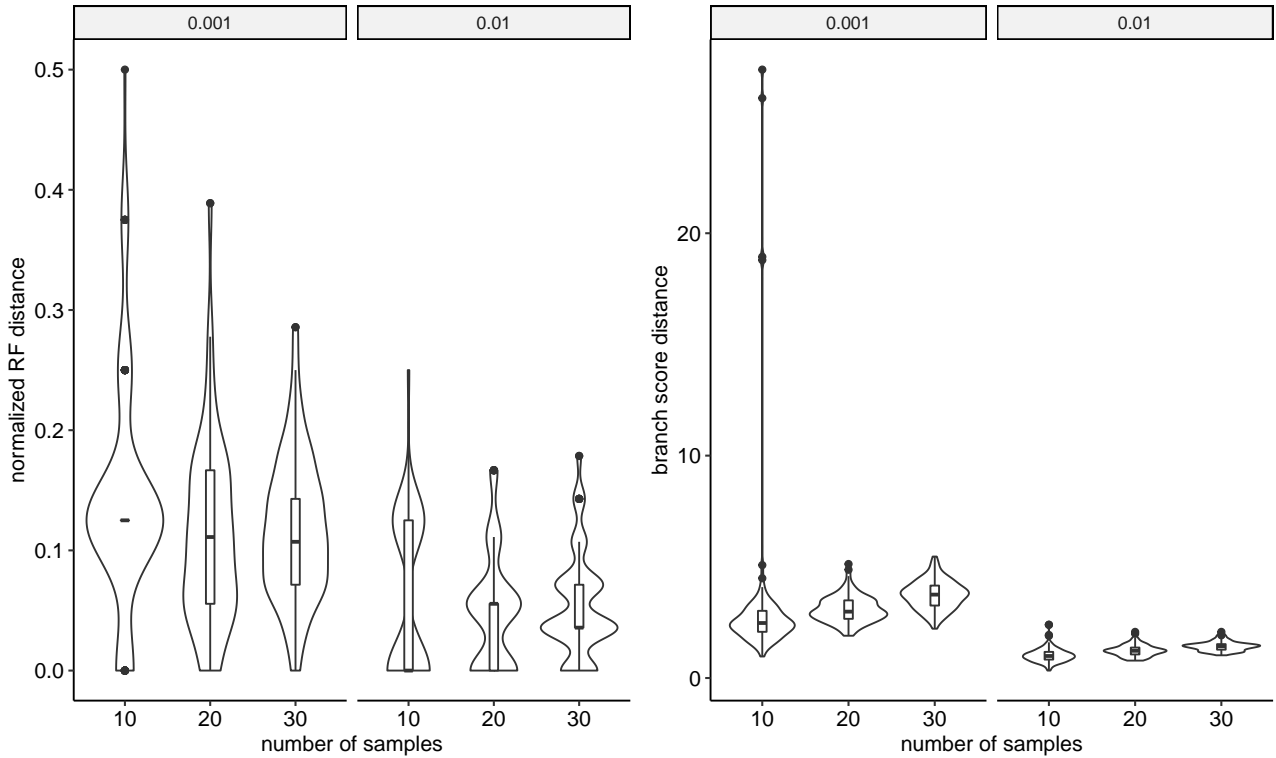 0.001
0.01
0.5
0.4
0.3
0.2
0.1
0.0
normalized RF distance
10 20 30
10 20 30
number of samples
0.001
0.01
20
10
0
branch score distance
10 20 30
10 20 30
number of samples